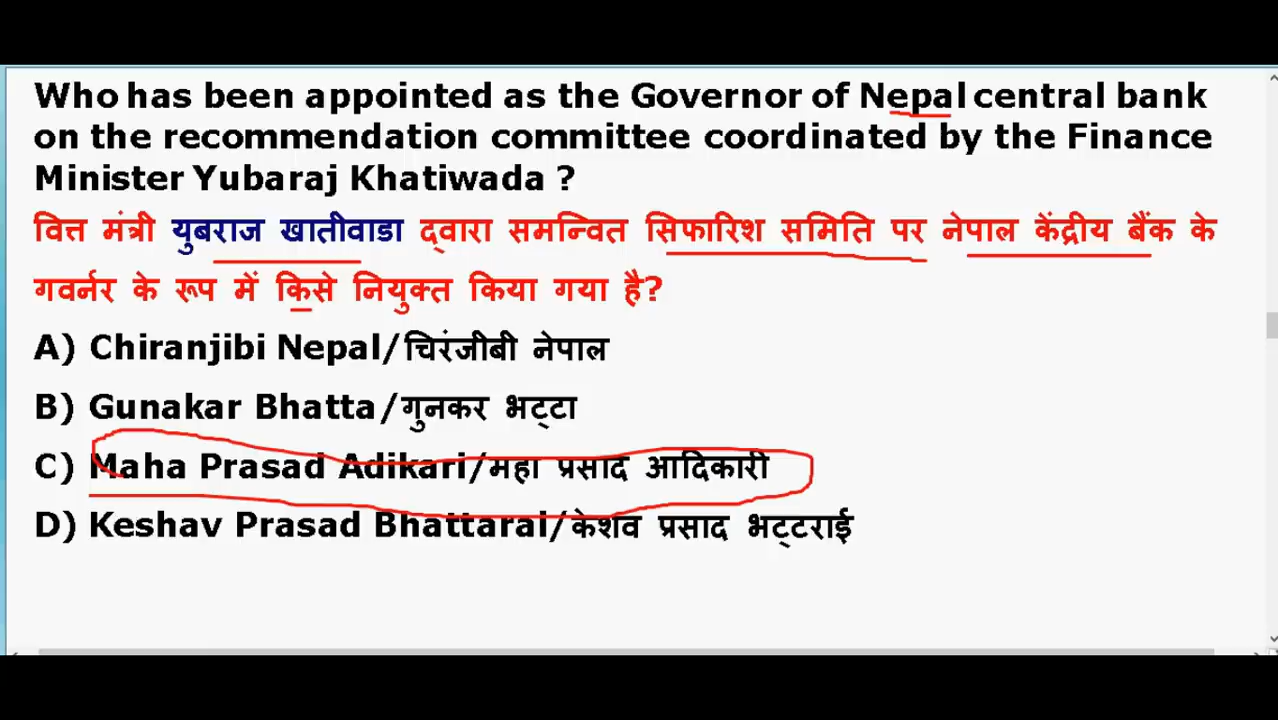 Who has been appointed as the Governor of Nepal central bank
on the recommendation committee coordinated by the Finance
Minister Yubaraj Khatiwada ?
वित्त मंत्री युबराज खातीवाडा द्वारा समन्वित सिफारिश समिति पर नेपाल केंद्रीय बैंक के
गवर्नर के रूप में किसे नियुक्त किया गया है?
A) Chiranjibi Nepal/चिरंजीबी नेपाल
B) Gunakar Bhatta/गुनकर भट्टा
C) Maha Prasad Adikari/महा प्रसाद आदिकारी
D) Keshav Prasad Bhattaral/केशव प्रसाद भट्टराई